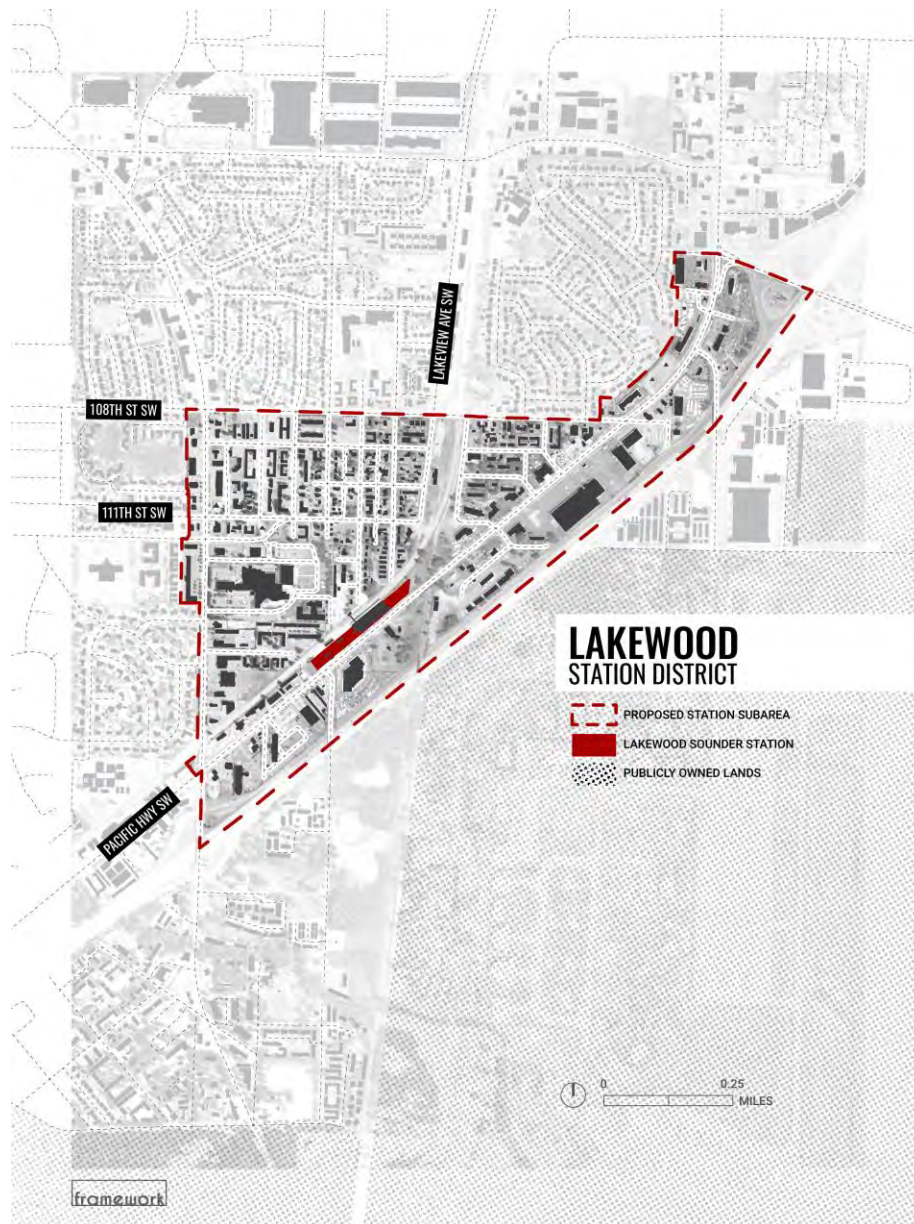 LAKEVIEW AVE SW
108TH ST SW
111TH ST SW
PACIFIC HWY SW
LAKEWOOD
STATION DISTRICT
PROPOSED STATION SUBAREA
LAKEWOOD SOUNDER STATION
PUBLICLY OWNED LANDS
0 0.25
MILES
framework